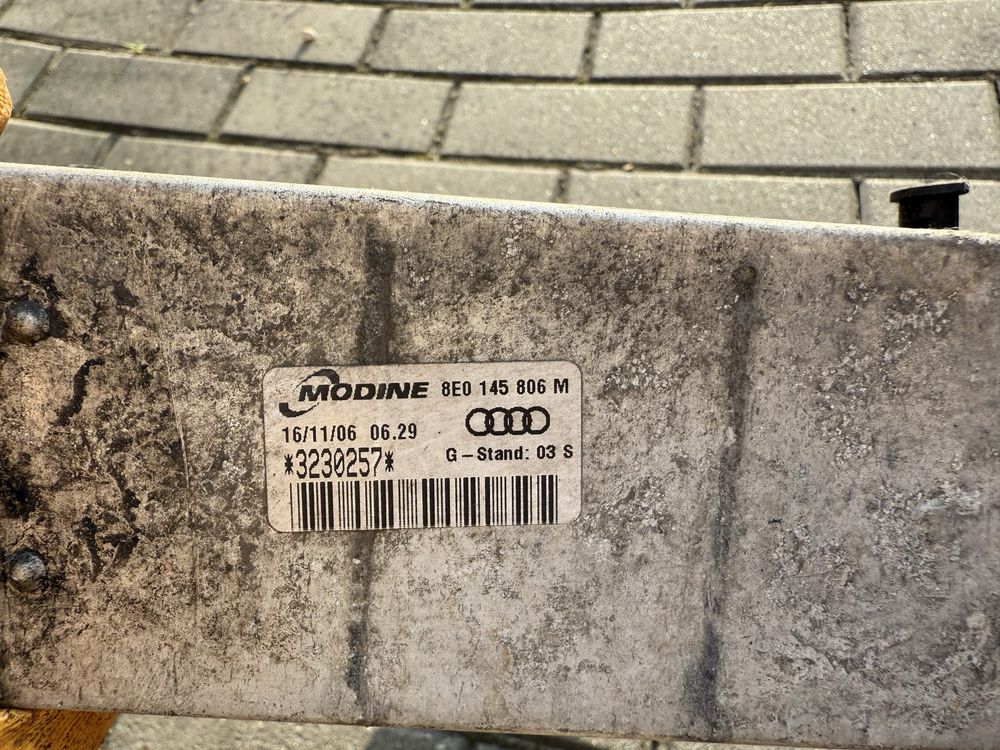 MODINE 8E0 145 806 M
16/11/06 06.29
*3230257* G-Stand: 03 S